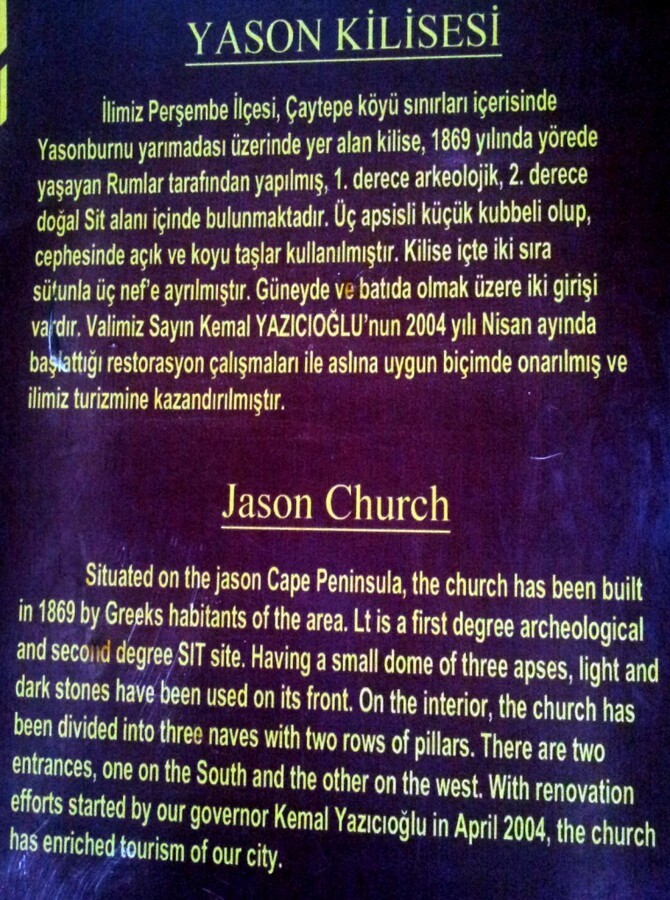 YASON KİLİSESİ
İlimiz Perşembe İlçesi, Çaytepe köyü sınırları içerisinde
Yasonburnu yarımadası üzerinde yer alan kilise, 1869 yılında yörede
yaşayan Rumlar tarafından yapılmış, 1. derece arkeolojik, 2. derece
doğal Sit alanı içinde bulunmaktadır. Üç apsisli küçük kubbeli olup,
cephesinde açık ve koyu taşlar kullanılmıştır. Kilise içte iki sıra
sütunla üç nef'e ayrılmıştır. Güneyde ve batıda olmak üzere iki girişi
vardır. Valimiz Sayın Kemal YAZICIOĞLU'nun 2004 yılı Nisan ayında
başlattığı restorasyon çalışmaları ile aslına uygun biçimde onarılmış ve
ilimiz turizmine kazandırılmıştır.
Jason Church
Situated on the jason Cape Peninsula, the church has been built
in 1869 by Greeks habitants of the area. Lt is a first degree archeological
and second degree SIT site. Having a small dome of three apses, light and
dark stones have been used on its front. On the interior, the church has
been divided into three naves with two rows of pillars. There are two
entrances, one on the South and the other on the west. With renovation
efforts started by our governor Kemal Yazıcıoğlu in April 2004, the church
has enriched tourism of our city.